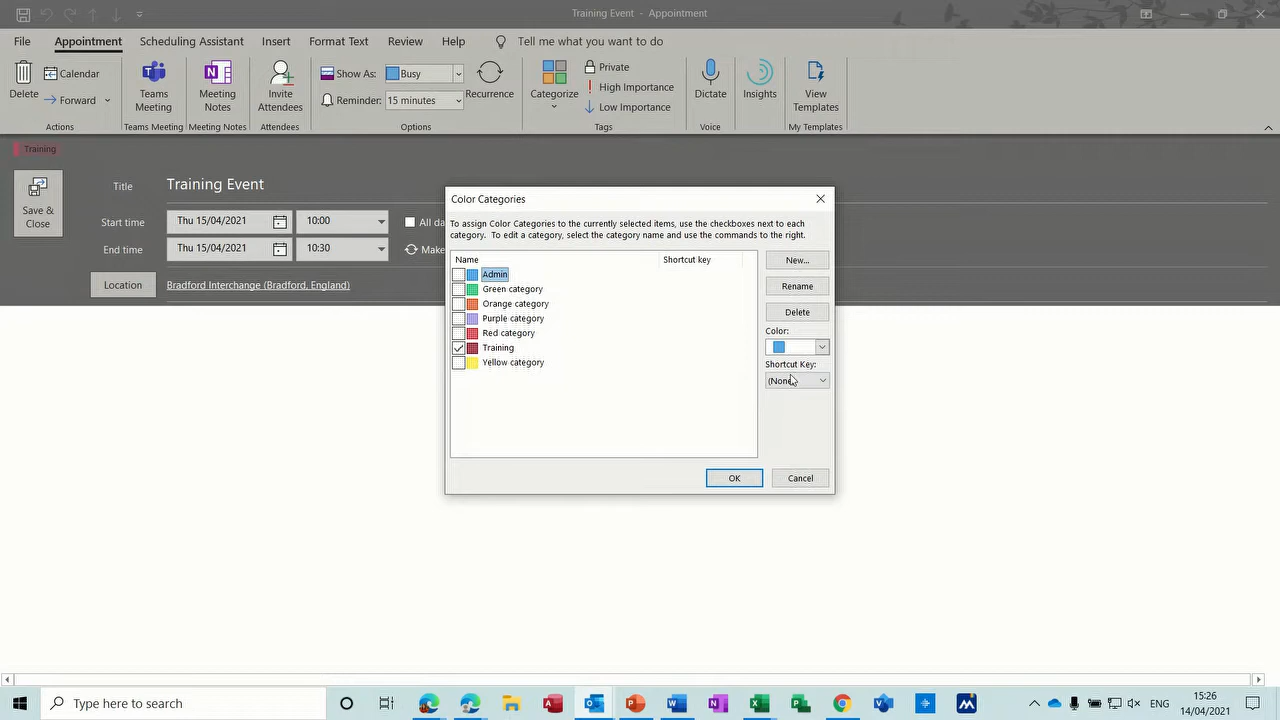 Training Event - Appointment
File Appointment Scheduling Assistant Insert Format Text Review Help Tell me what you want to do
Delete
Calendar
Forward
Actions
Teams
Meeting
Teams Meeting
Meeting
Notes
Meeting Notes
Invite
Attendees
Attendees
Show As: Busy
Reminder: 15 minutes
Recurrence
Options
Categorize
Private
High Importance
Low Importance
Tags
Dictate
Voice
Insights
View
Templates
My Templates
Training
Save &
Close
Title Training Event
Start time Thu 15/04/2021 10:00 All da
End time Thu 15/04/2021 10:30 Make
Location Bradford Interchange (Bradford, England)
Color Categories
To assign Color Categories to the currently selected items, use the checkboxes next to each
category. To edit a category, select the category name and use the commands to the right.
Name Shortcut key
Admin
Green category
Orange category
Purple category
Red category
Training
Yellow category
New...
Rename
Delete
Color:
Shortcut Key:
(None)
OK Cancel
Type here to search
ENG
15:26
14/04/2021